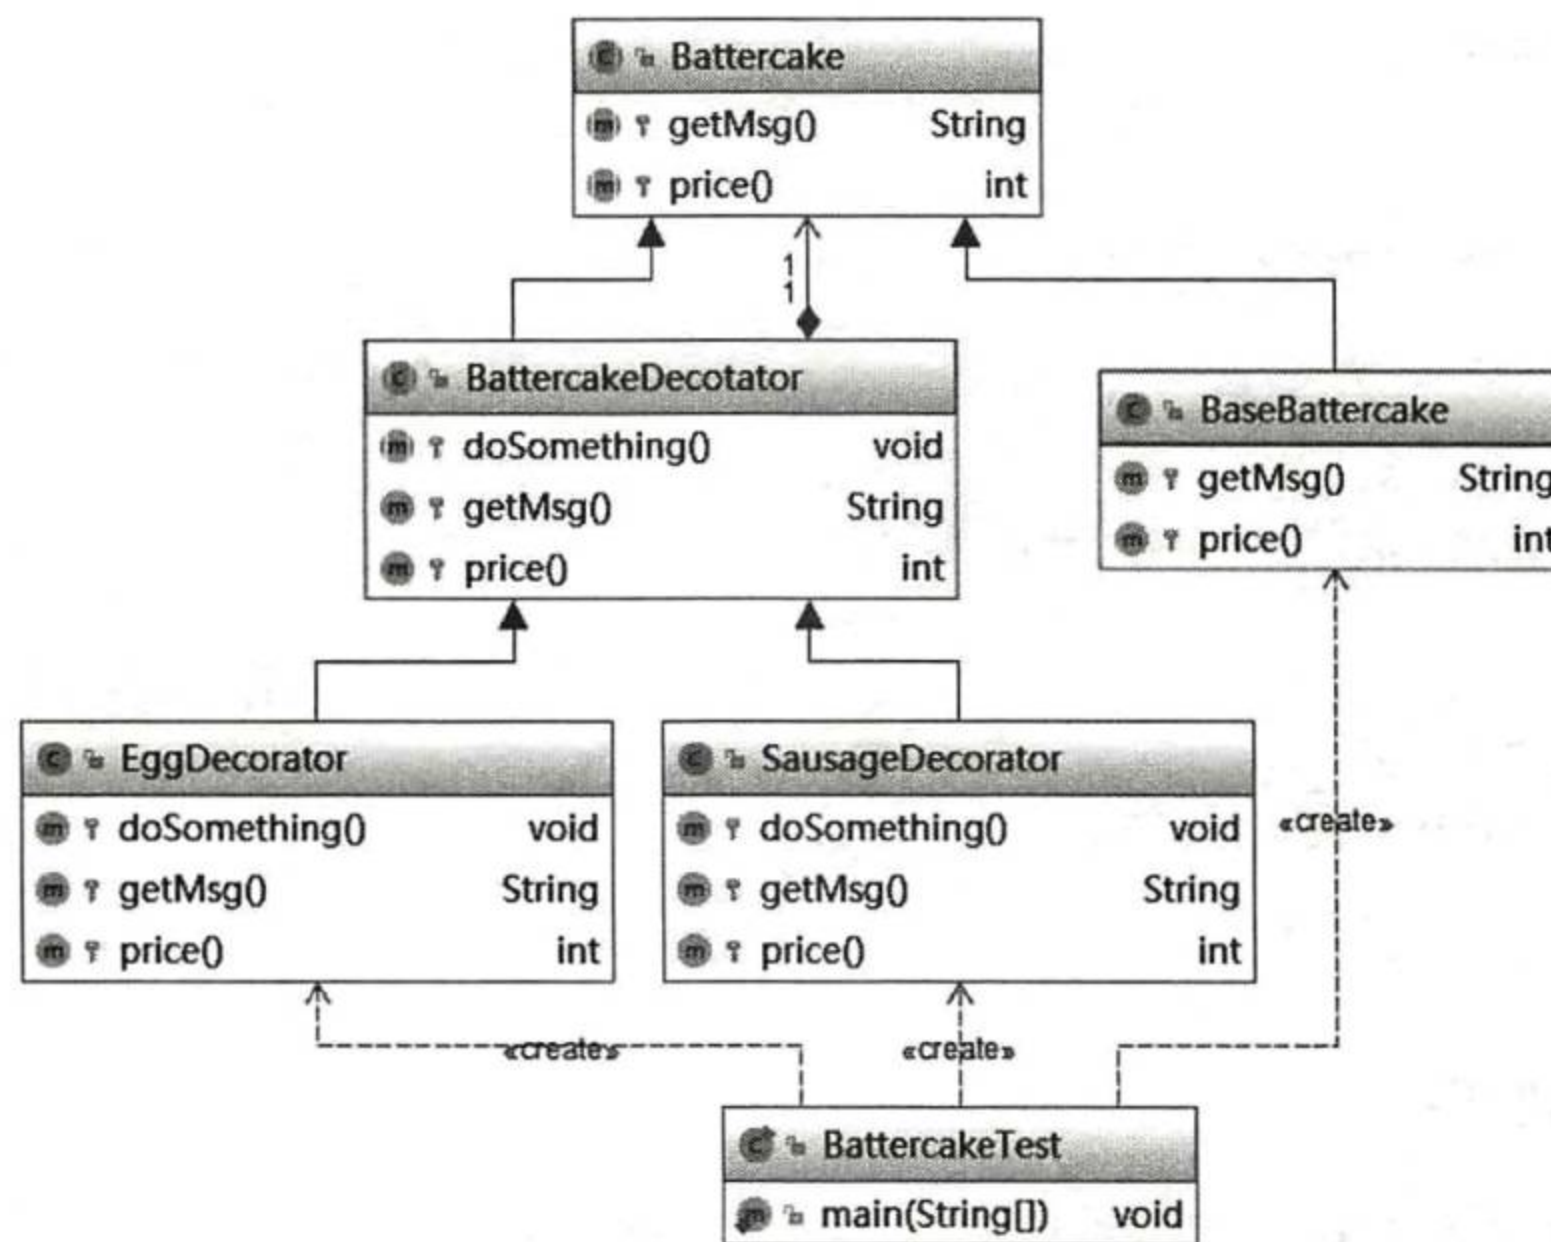 Battercake
getMsg() String
price() int
1
1
BattercakeDecotator
doSomething() void
getMsg() String
price() int
BaseBattercake
getMsg() String
price() int
EggDecorator
doSomething() void
getMsg() String
price() int
SausageDecorator
doSomething() void
getMsg() String
price() int
«create»
«create»
«create»
BattercakeTest
main(String[]) void